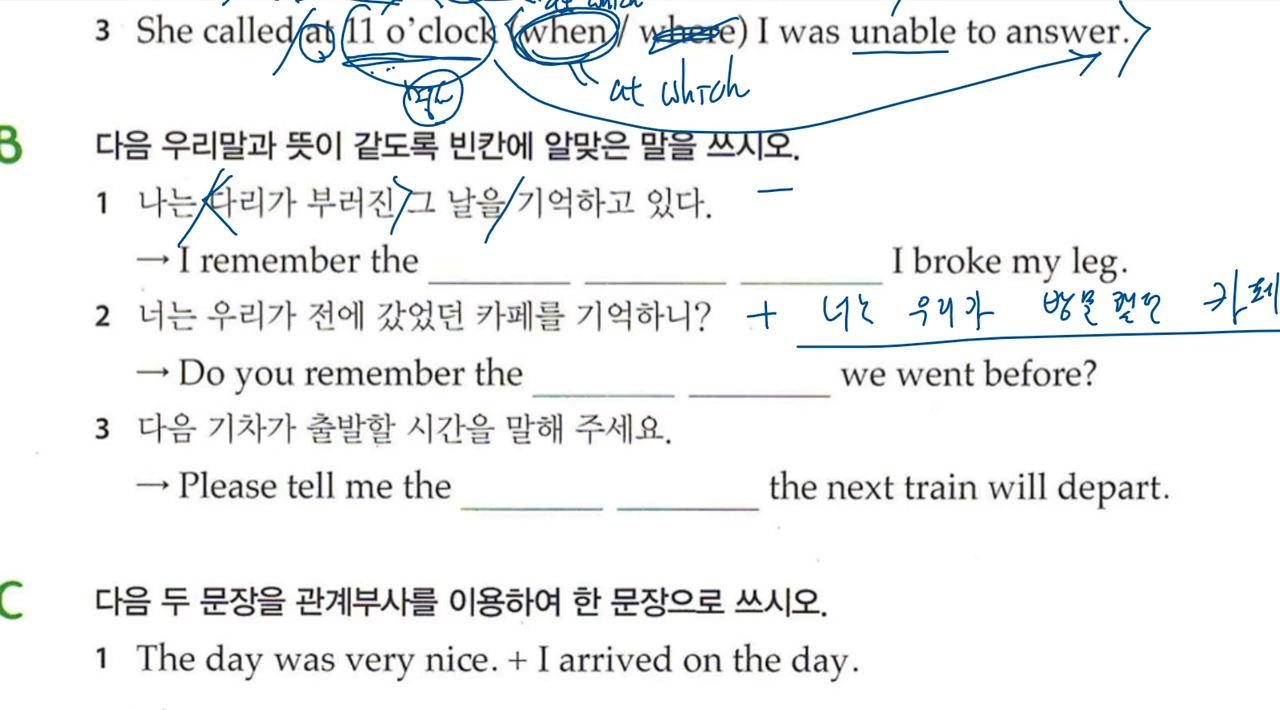 3 She called at 11 o'clock (when / where) I was unable to answer.
at which
B 다음 우리말과 뜻이 같도록 빈칸에 알맞은 말을 쓰시오.
1 나는 다리가 부러진 그 날을 기억하고 있다.
→ I remember the ______ ______ ______ I broke my leg.
2 너는 우리가 전에 갔었던 카페를 기억하니? + 너는 우리가 방문했던 카페
→ Do you remember the ______ ______ we went before?
3 다음 기차가 출발할 시간을 말해 주세요.
→ Please tell me the ______ ______ the next train will depart.
C 다음 두 문장을 관계부사를 이용하여 한 문장으로 쓰시오.
1 The day was very nice. + I arrived on the day.